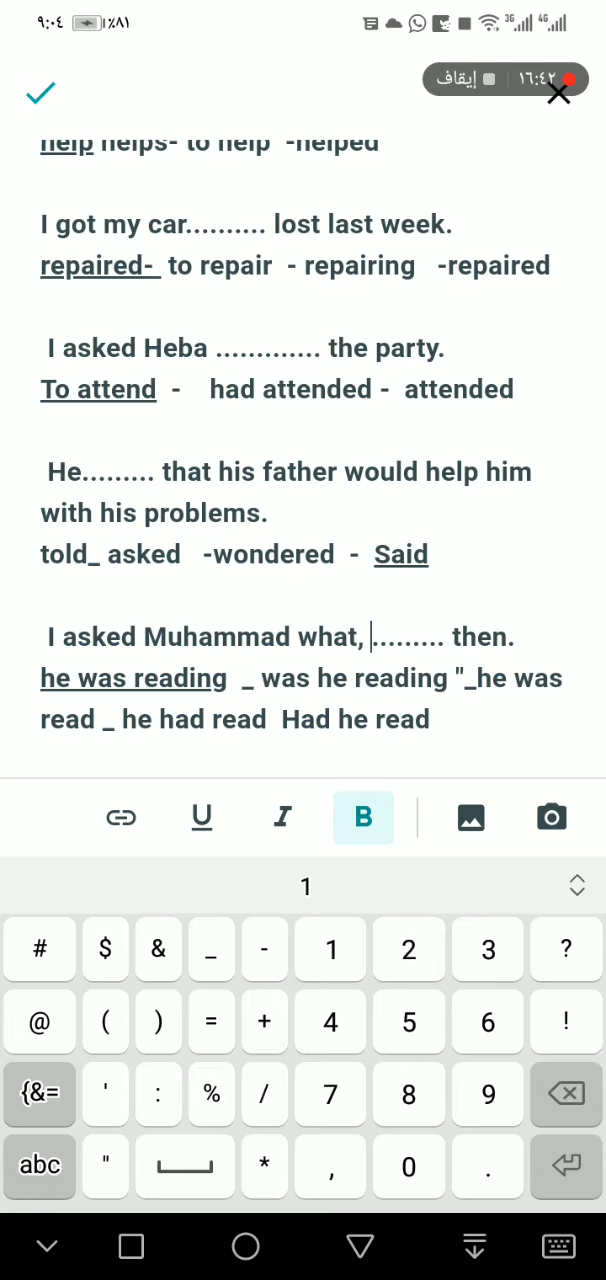 ٩:٠٤ ٪٨١ 3G 4G
إيقاف ١٦:٤٢
help helps- to help -helped
I got my car.......... lost last week.
repaired- to repair - repairing -repaired
I asked Heba ............. the party.
To attend - had attended - attended
He......... that his father would help him
with his problems.
told_ asked -wondered - Said
I asked Muhammad what, ......... then.
he was reading _ was he reading "_he was
read _ he had read Had he read
U I B
1
# $ & _ - 1 2 3 ?
@ ( ) = + 4 5 6 !
{&= ' : % / 7 8 9
abc " * , 0 .